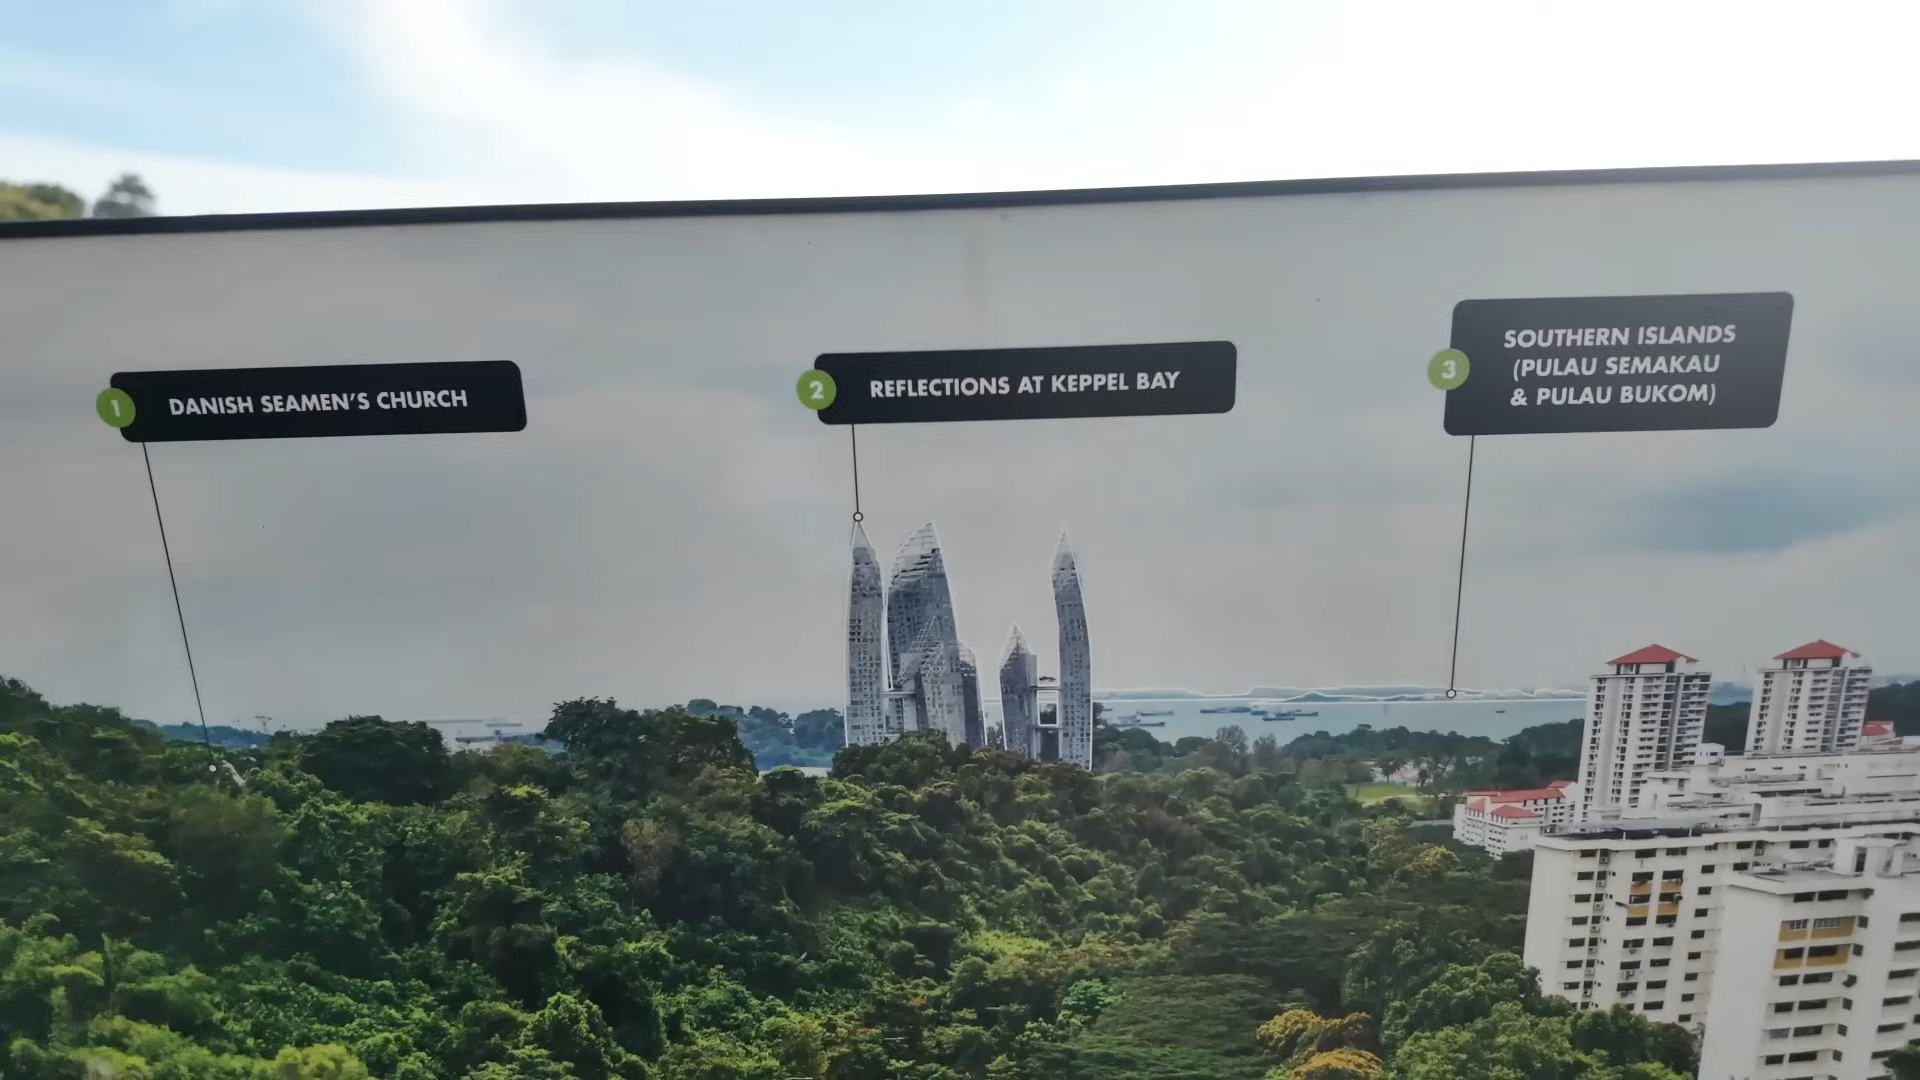 1
DANISH SEAMEN'S CHURCH
2
REFLECTIONS AT KEPPEL BAY
3
SOUTHERN ISLANDS
(PULAU SEMAKAU
& PULAU BUKOM)